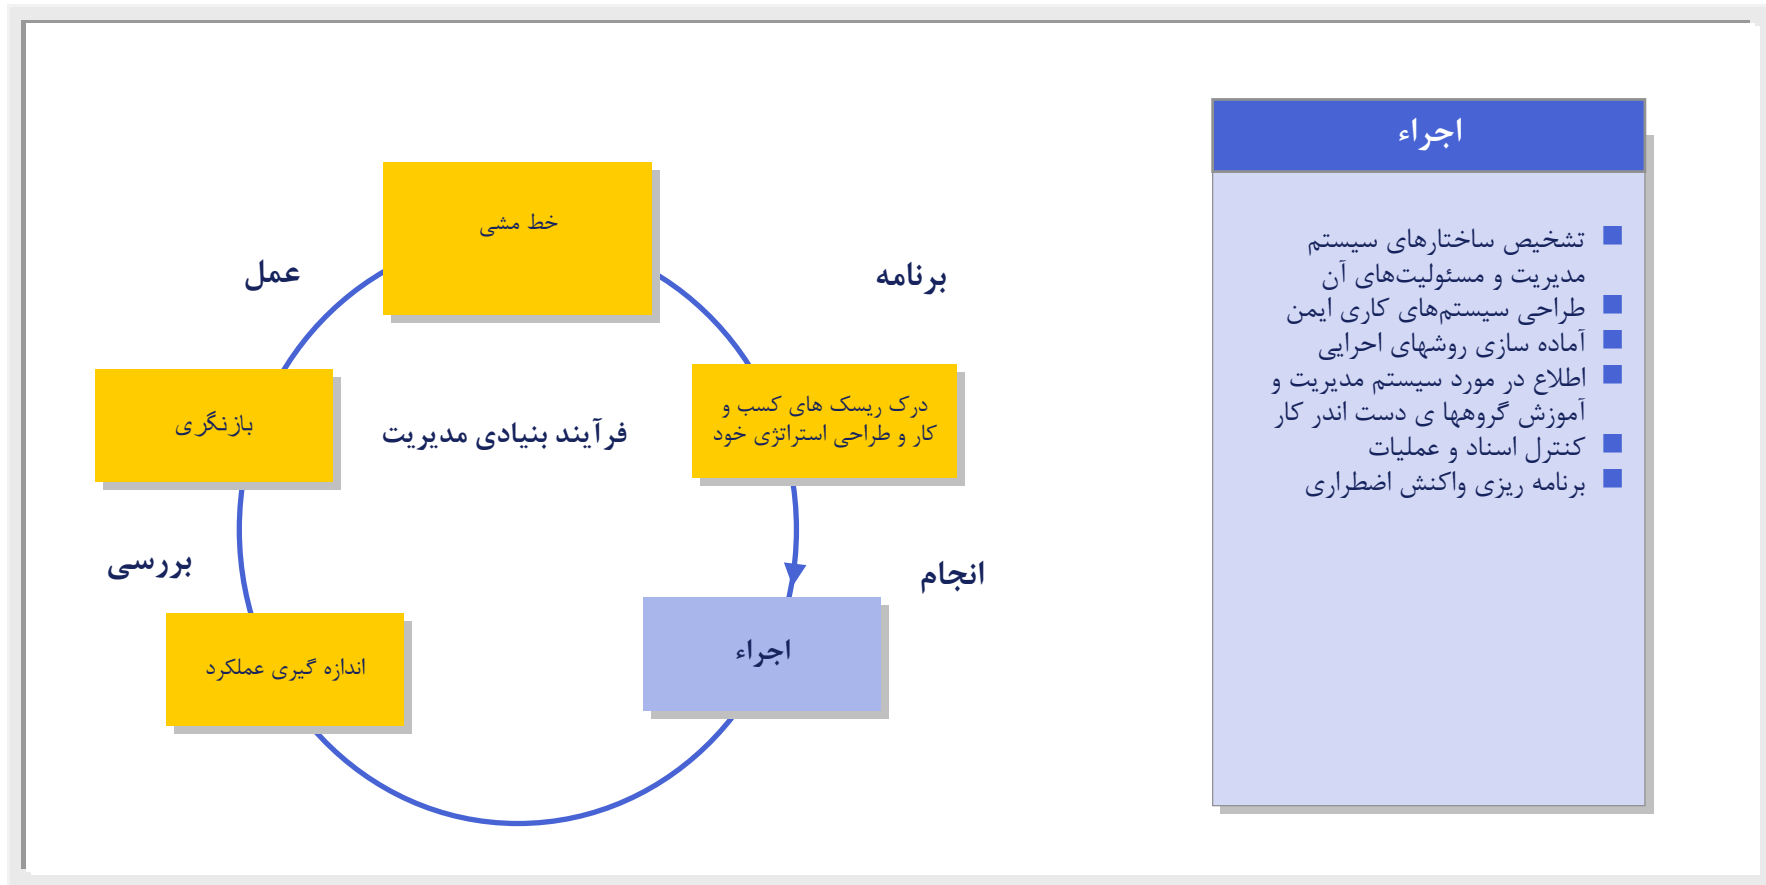 اجراء
تشخیص ساختارهای سیستم
مدیریت و مسئولیت‌های آن
طراحی سیستم‌های کاری ایمن
آماده سازی روشهای احرایی
اطلاع در مورد سیستم مدیریت و
آموزش گروهها ی دست اندر کار
کنترل اسناد و عملیات
برنامه ریزی واکنش اضطراری
خط مشی
برنامه
عمل
درک ریسک های کسب و
کار و طراحی استراتژی خود
فرآیند بنیادی مدیریت
بازنگری
انجام
بررسی
اجراء
اندازه گیری عملکرد